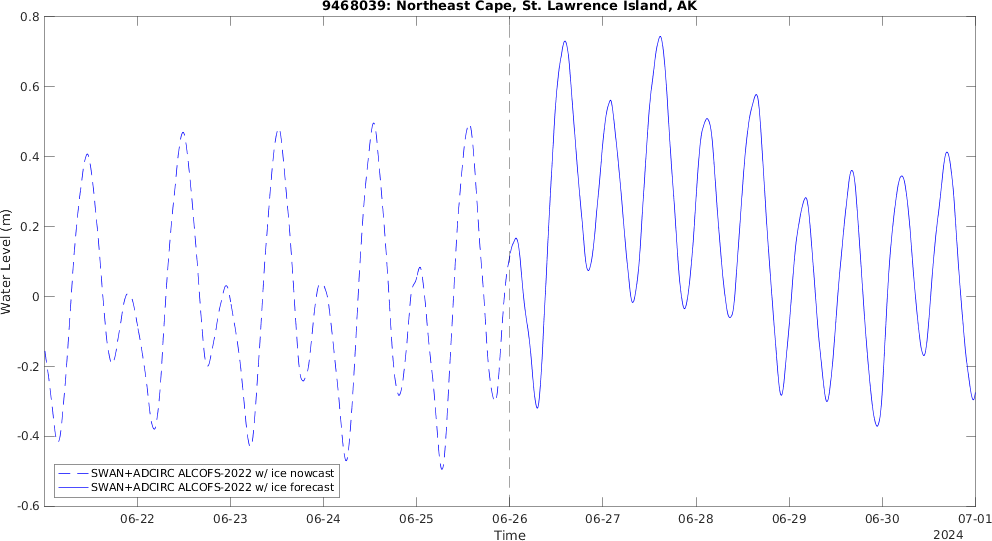 9468039: Northeast Cape, St. Lawrence Island, AK
0.8
0.6
0.4
0.2
0
-0.2
-0.4
-0.6
Water Level (m)
SWAN+ADCIRC ALCOFS-2022 w/ ice nowcast
SWAN+ADCIRC ALCOFS-2022 w/ ice forecast
06-22 06-23 06-24 06-25 06-26 06-27 06-28 06-29 06-30 07-01
Time
2024